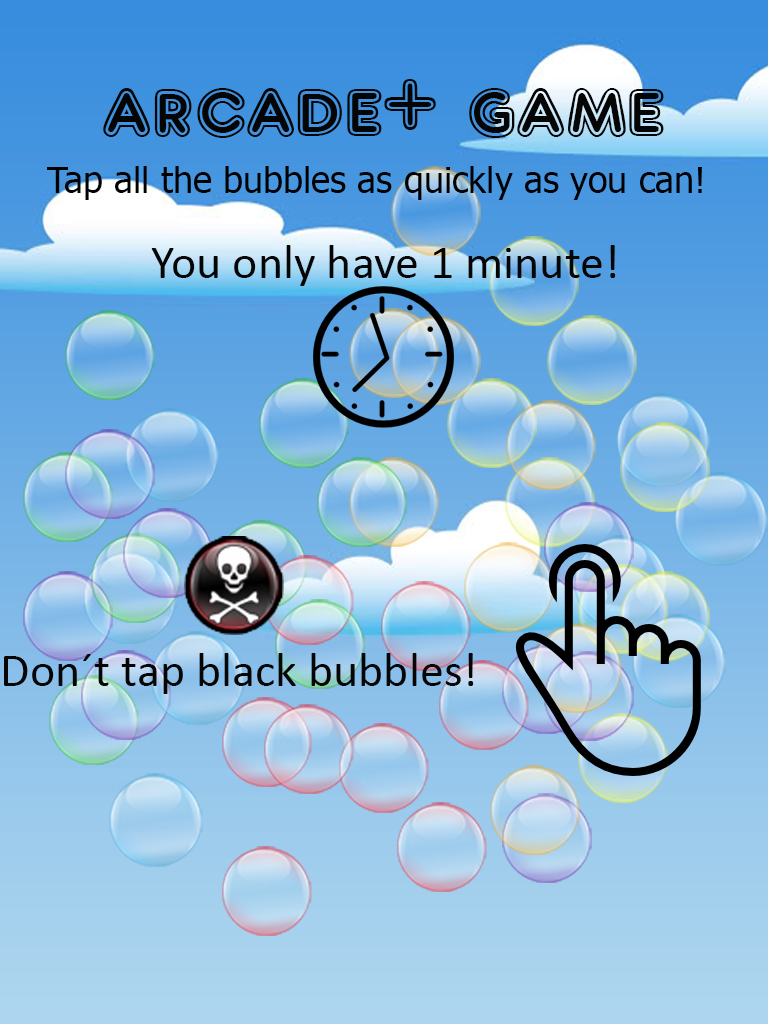 ARCADE+ GAME
Tap all the bubbles as quickly as you can!
You only have 1 minute!
Don´t tap black bubbles!